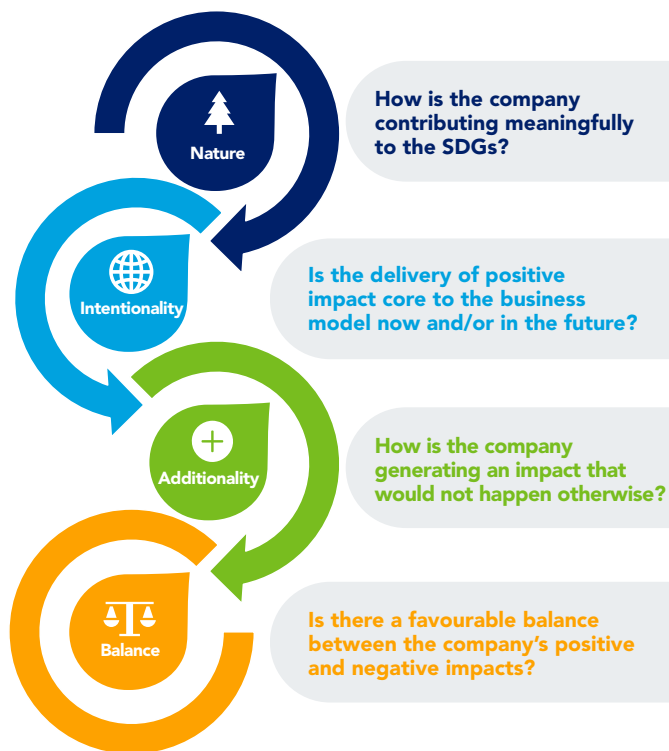 Nature
How is the company
contributing meaningfully
to the SDGs?
Intentionality
Is the delivery of positive
impact core to the business
model now and/or in the future?
Additionality
How is the company
generating an impact that
would not happen otherwise?
Balance
Is there a favourable balance
between the company’s positive
and negative impacts?